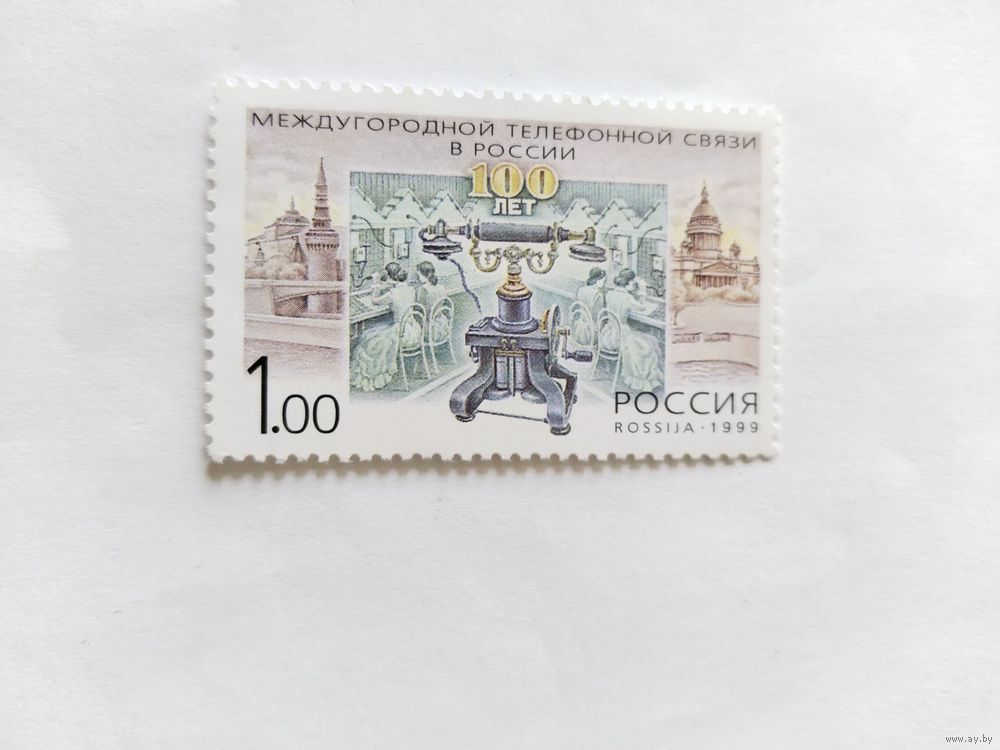 МЕЖДУГОРОДНОЙ ТЕЛЕФОННОЙ СВЯЗИ
В РОССИИ
100
ЛЕТ
1.00
РОССИЯ
ROSSIJA · 1999
www.ay.by